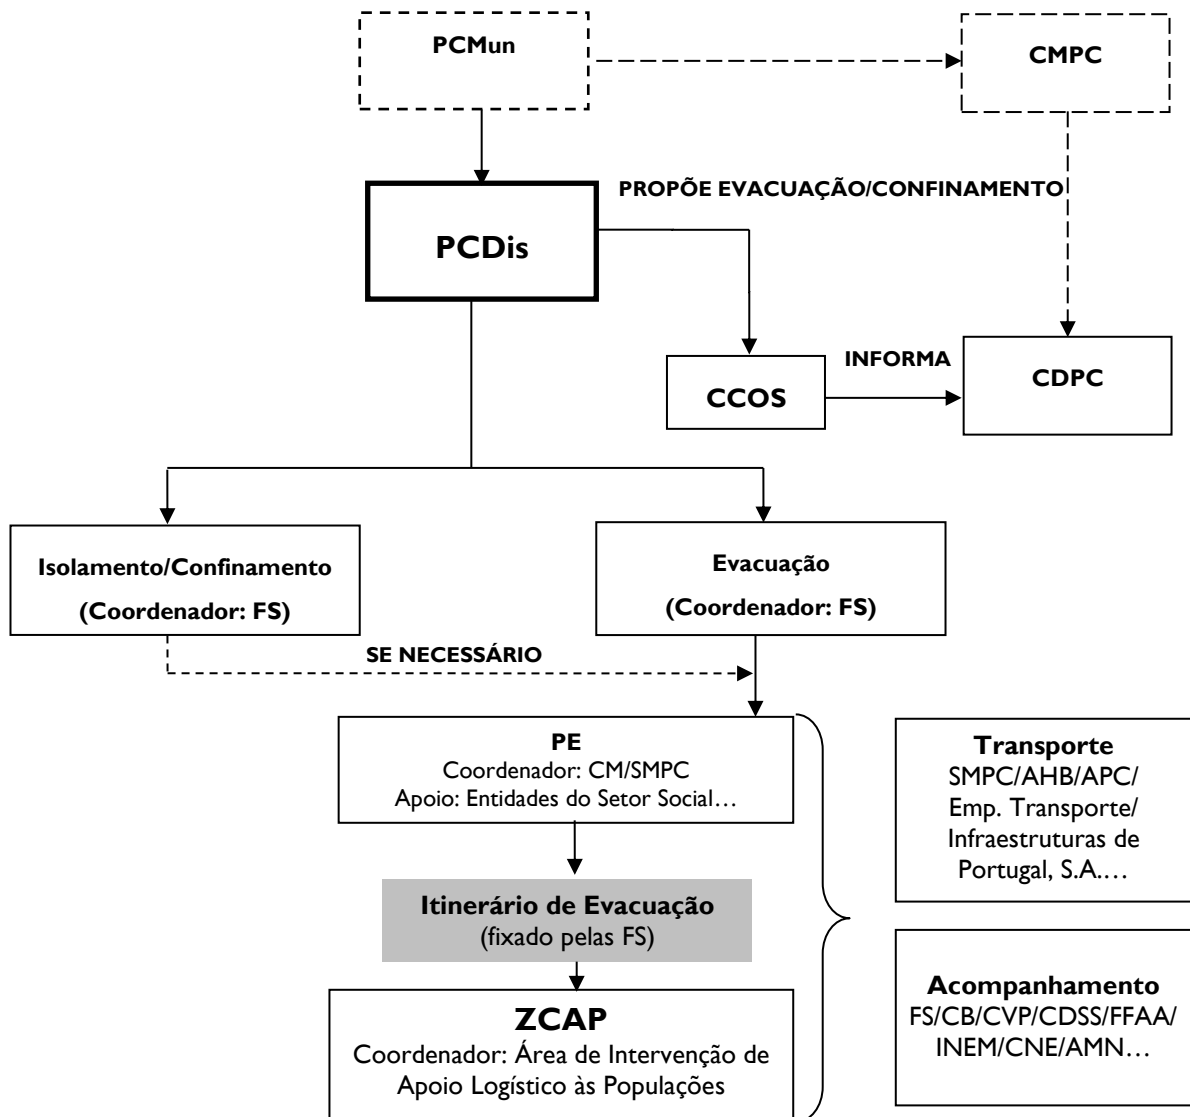 PCMun
CMPC
PROPÕE EVACUAÇÃO/CONFINAMENTO
PCDis
INFORMA
CCOS
CDPC
Isolamento/Confinamento
(Coordenador: FS)
Evacuação
(Coordenador: FS)
SE NECESSÁRIO
PE
Coordenador: CM/SMPC
Apoio: Entidades do Setor Social…
Itinerário de Evacuação
(fixado pelas FS)
ZCAP
Coordenador: Área de Intervenção de
Apoio Logístico às Populações
Transporte
SMPC/AHB/APC/
Emp. Transporte/
Infraestruturas de
Portugal, S.A.…
Acompanhamento
FS/CB/CVP/CDSS/FFAA/
INEM/CNE/AMN…